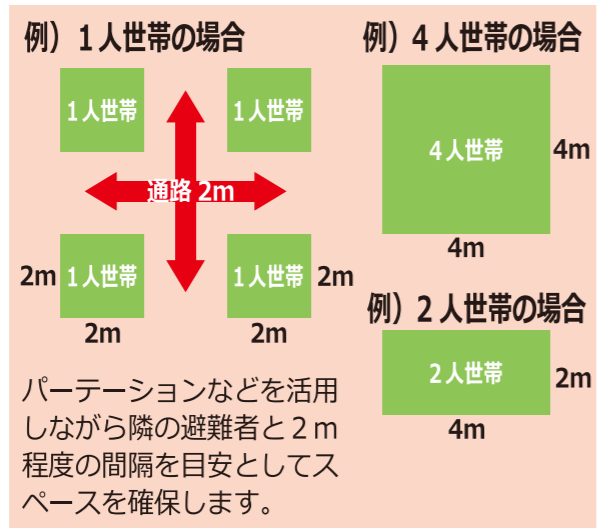 例）1人世帯の場合
1人世帯
1人世帯
通路 2m
2m
1人世帯
1人世帯
2m
2m
2m
パーテーションなどを活用
しながら隣の避難者と2m
程度の間隔を目安としてス
ペースを確保します。
例）4人世帯の場合
4人世帯
4m
4m
例）2人世帯の場合
2人世帯
2m
4m